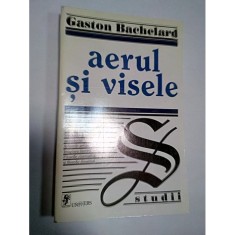 Gaston Bachelard
aerul
și visele
S
studii